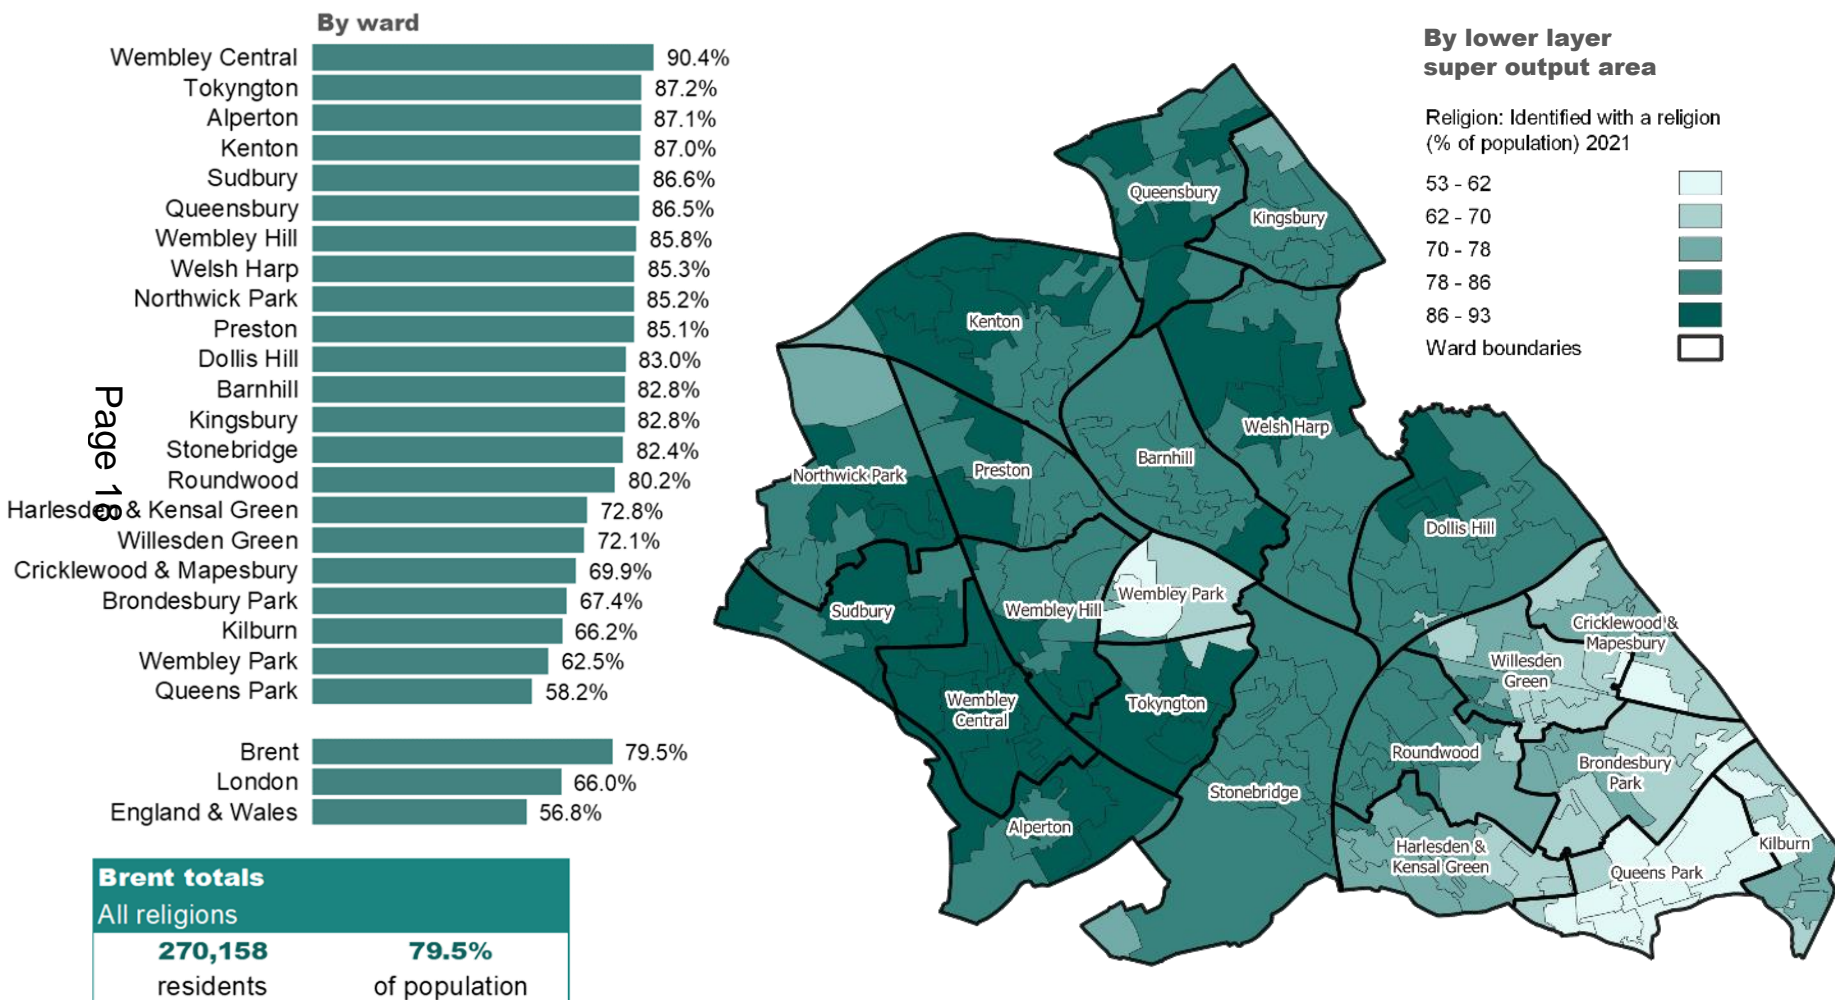 By ward
Wembley Central 90.4%
Tokyngton 87.2%
Alperton 87.1%
Kenton 87.0%
Sudbury 86.6%
Queensbury 86.5%
Wembley Hill 85.8%
Welsh Harp 85.3%
Northwick Park 85.2%
Preston 85.1%
Dollis Hill 83.0%
Barnhill 82.8%
Kingsbury 82.8%
Stonebridge 82.4%
Roundwood 80.2%
Harlesden & Kensal Green 72.8%
Willesden Green 72.1%
Cricklewood & Mapesbury 69.9%
Brondesbury Park 67.4%
Kilburn 66.2%
Wembley Park 62.5%
Queens Park 58.2%
Brent 79.5%
London 66.0%
England & Wales 56.8%
Page 18
Brent totals
All religions
270,158 79.5%
residents of population
By lower layer
super output area
Religion: Identified with a religion
(% of population) 2021
53 - 62
62 - 70
70 - 78
78 - 86
86 - 93
Ward boundaries
Queensbury
Kingsbury
Kenton
Welsh Harp
Barnhill
Preston
Northwick Park
Dollis Hill
Wembley Park
Wembley Hill
Sudbury
Cricklewood &
Mapesbury
Willesden
Green
Wembley
Central
Tokyngton
Roundwood
Brondesbury
Park
Stonebridge
Alperton
Harlesden &
Kensal Green
Kilburn
Queens Park